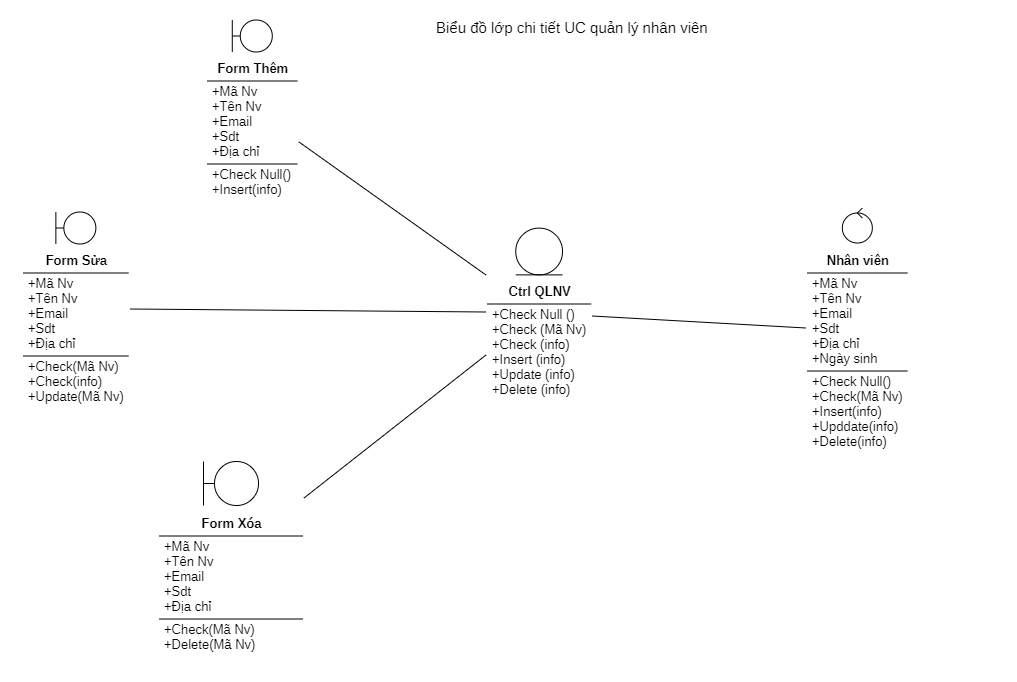 Biểu đồ lớp chi tiết UC quản lý nhân viên
Form Thêm
+Mã Nv
+Tên Nv
+Email
+Sdt
+Địa chỉ
+Check Null()
+Insert(info)
Form Sửa
+Mã Nv
+Tên Nv
+Email
+Sdt
+Địa chỉ
+Check(Mã Nv)
+Check(info)
+Update(Mã Nv)
Ctrl QLNV
+Check Null ()
+Check (Mã Nv)
+Check (info)
+Insert (info)
+Update (info)
+Delete (info)
Nhân viên
+Mã Nv
+Tên Nv
+Email
+Sdt
+Địa chỉ
+Ngày sinh
+Check Null()
+Check(Mã Nv)
+Insert(info)
+Upddate(info)
+Delete(info)
Form Xóa
+Mã Nv
+Tên Nv
+Email
+Sdt
+Địa chỉ
+Check(Mã Nv)
+Delete(Mã Nv)